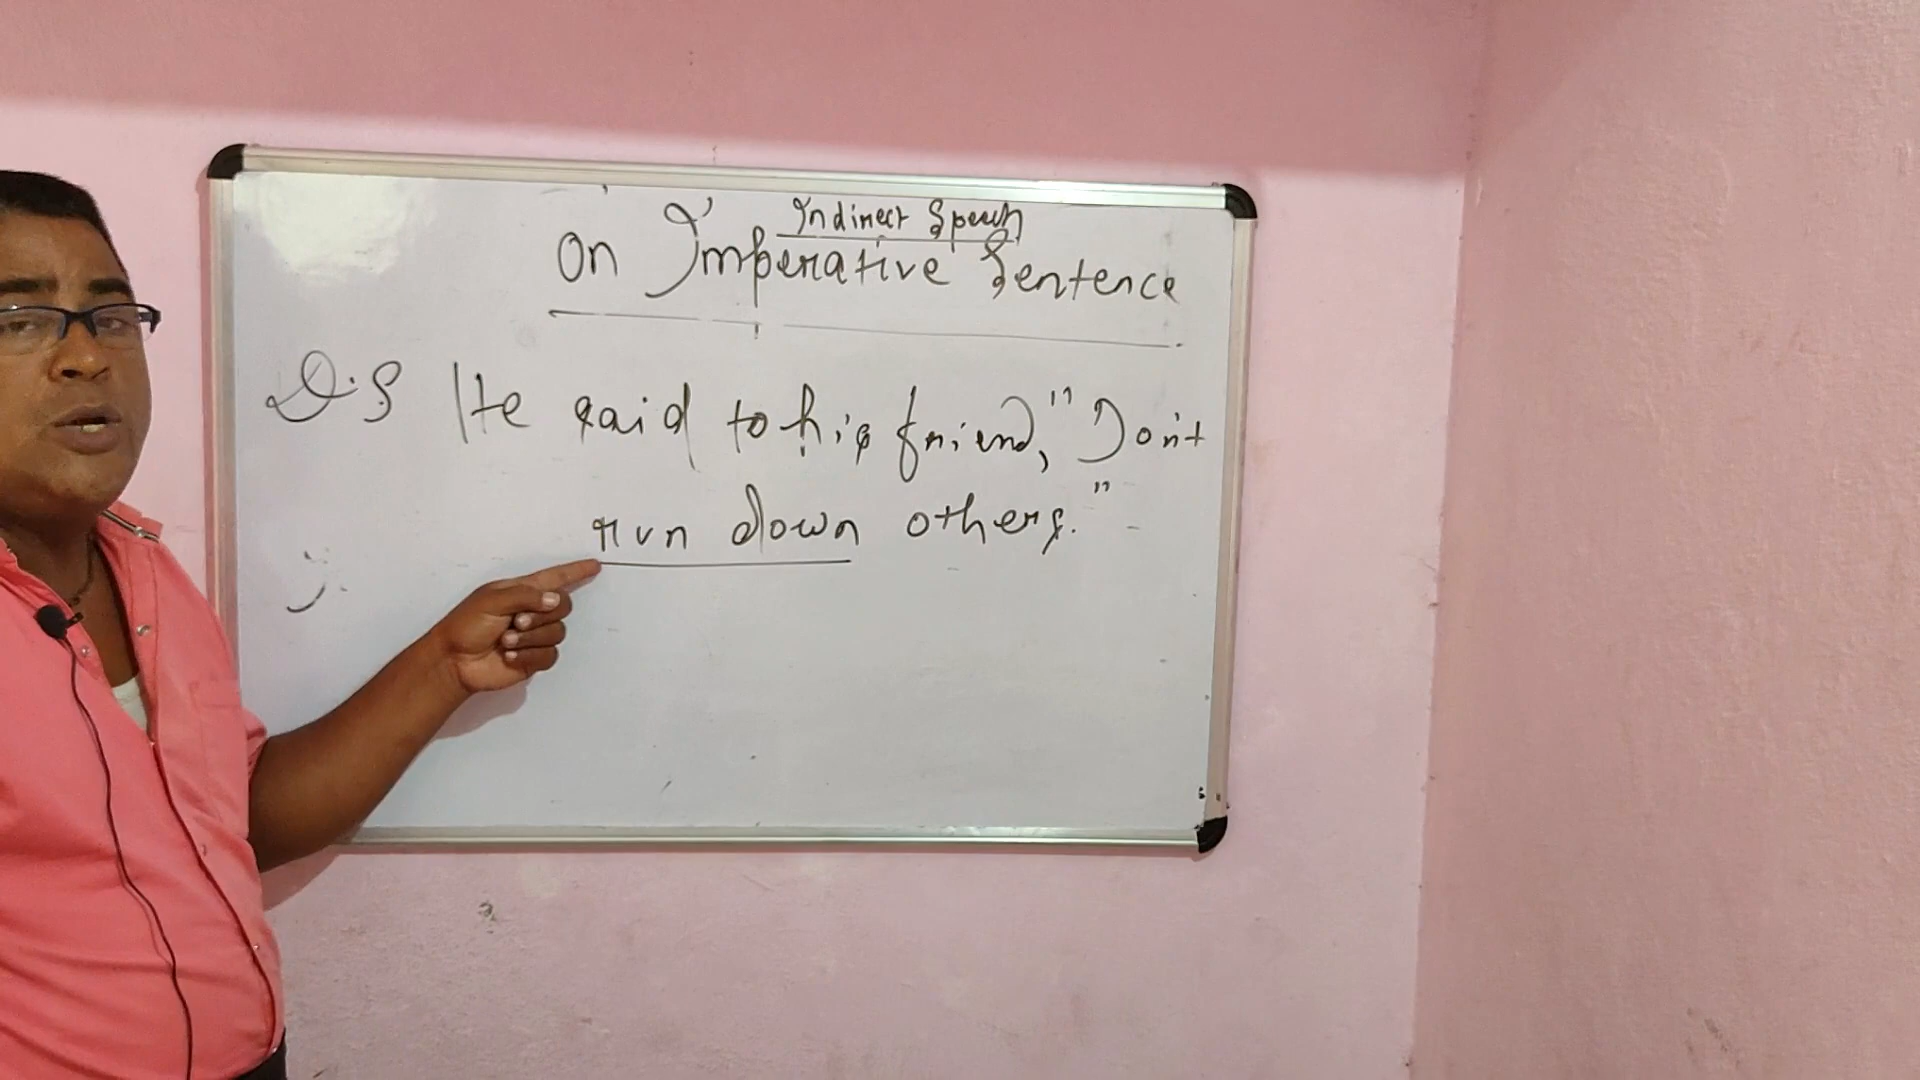 Indirect Speech
On Imperative Sentence
D.S He said to his friend, "Don't
run down others."